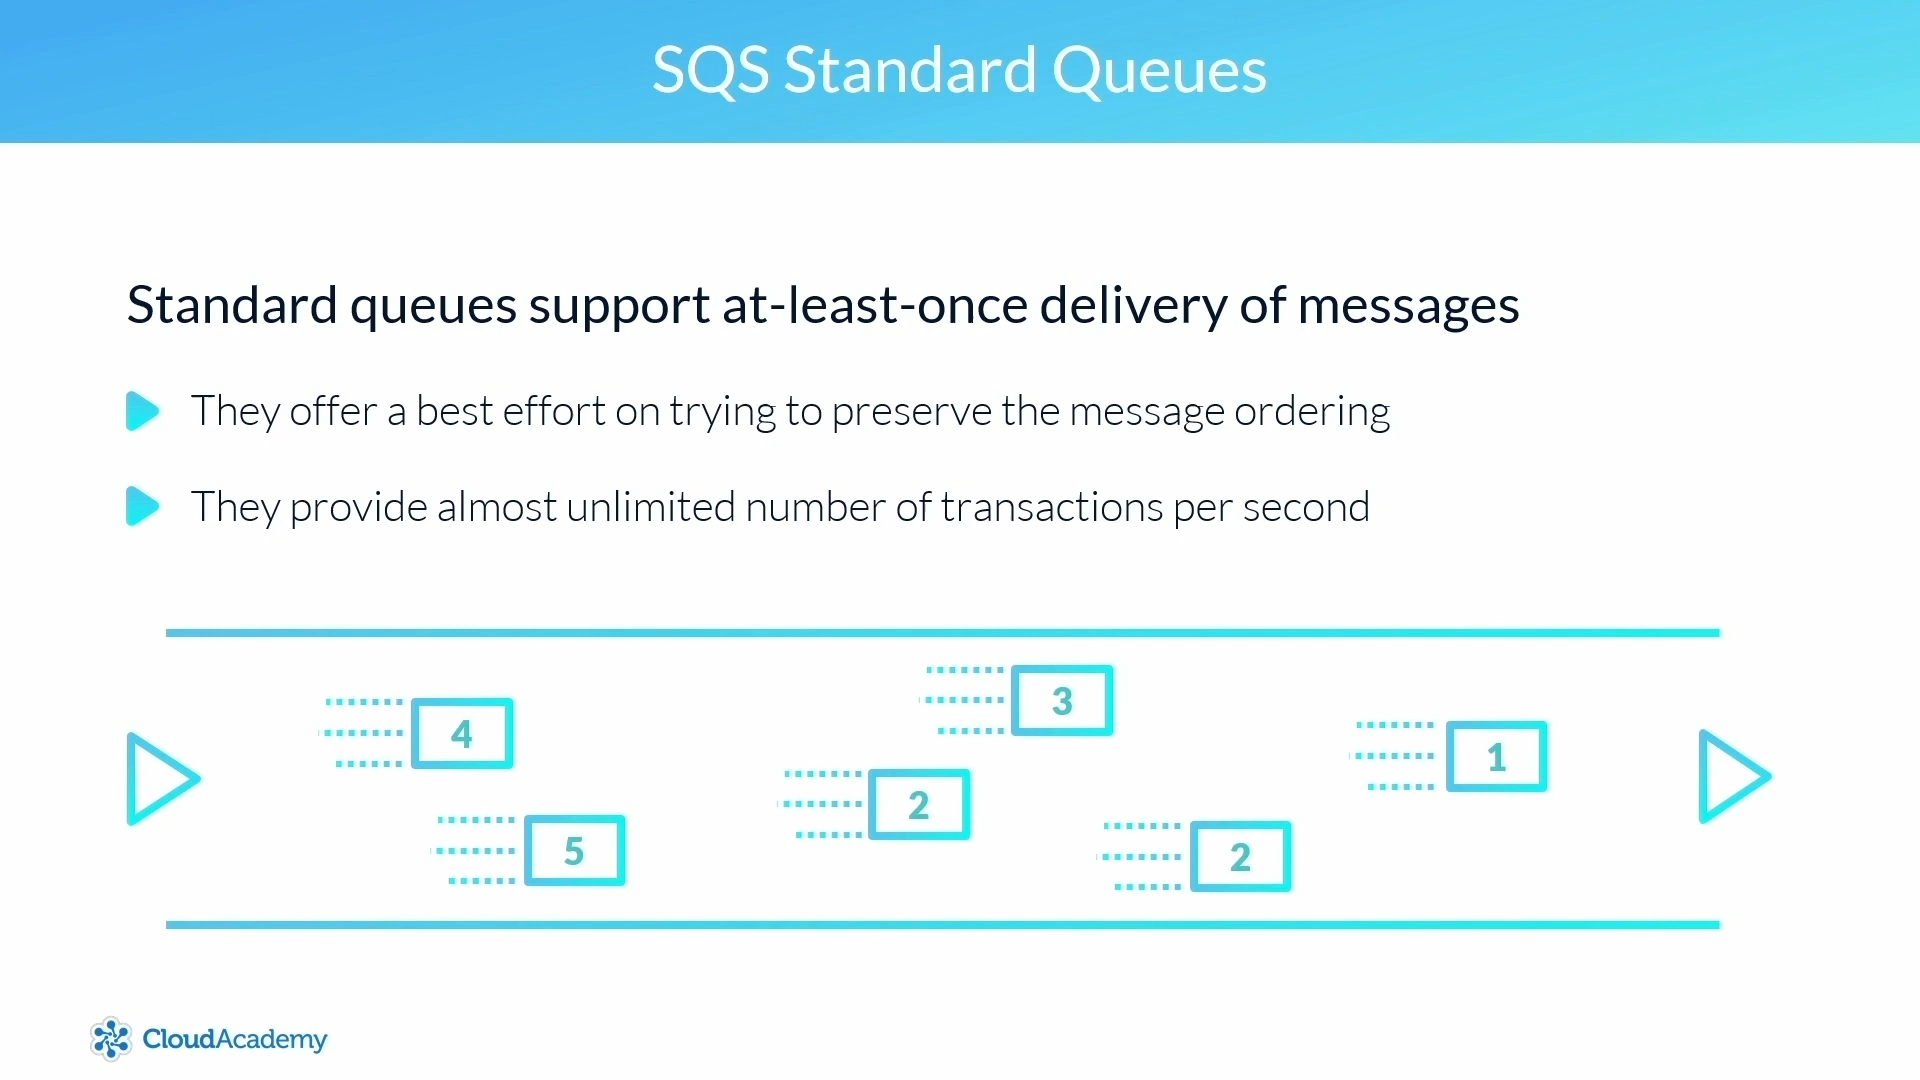 SQS Standard Queues
Standard queues support at-least-once delivery of messages
They offer a best effort on trying to preserve the message ordering
They provide almost unlimited number of transactions per second
3
4
1
2
5
2
CloudAcademy